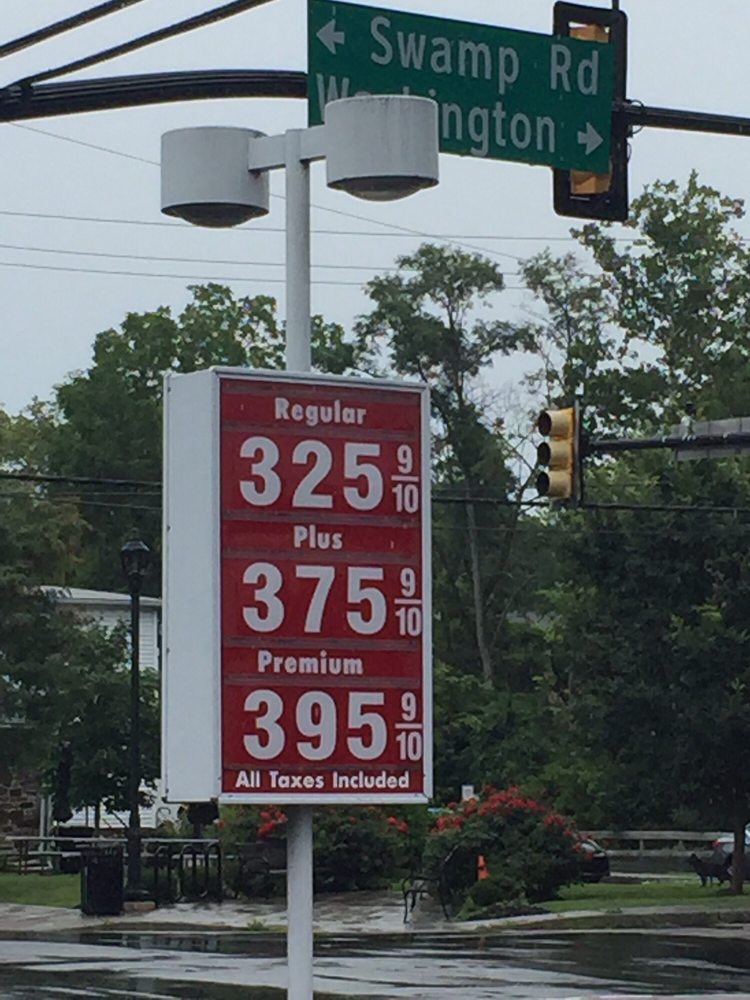 ← Swamp Rd
Washington →
Regular
325 9/10
Plus
375 9/10
Premium
395 9/10
All Taxes Included